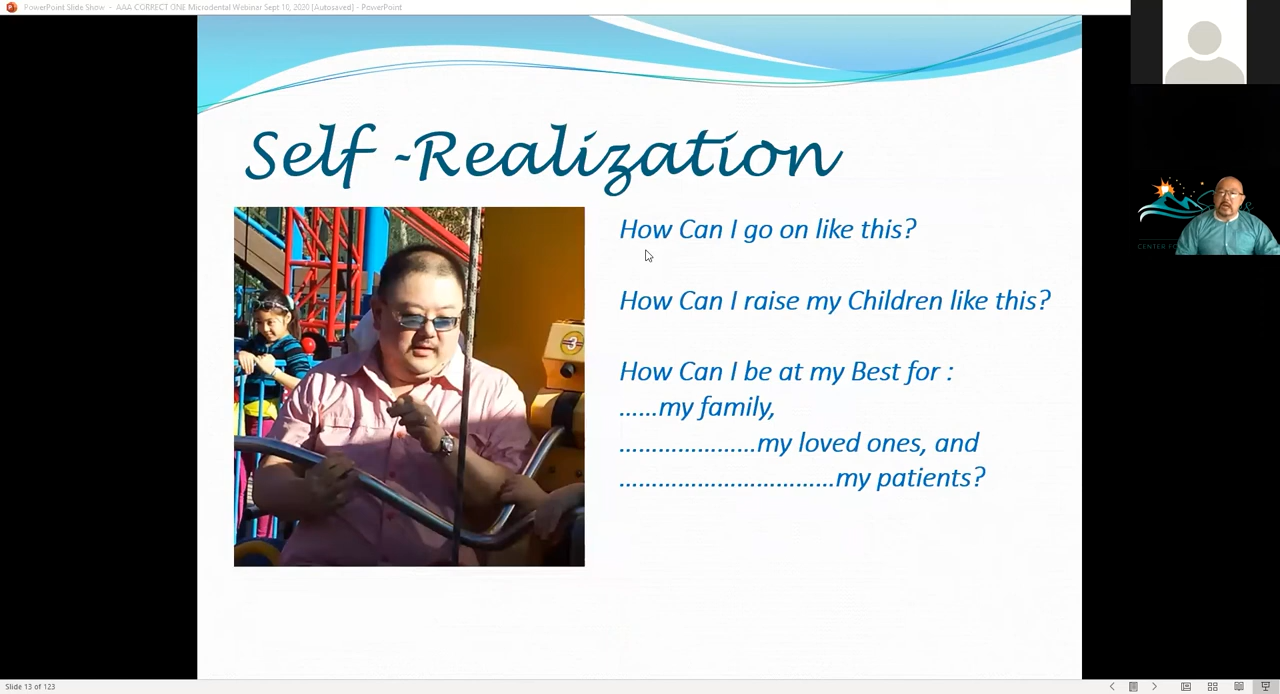 PowerPoint Slide Show - AAA CORRECT ONE Microdental Webinar Sept 10, 2020 [Autosaved] - PowerPoint
Self -Realization
How Can I go on like this?
How Can I raise my Children like this?
How Can I be at my Best for :
......my family,
.....................my loved ones, and
.................................my patients?
3
CENTER FO
Slide 13 of 123